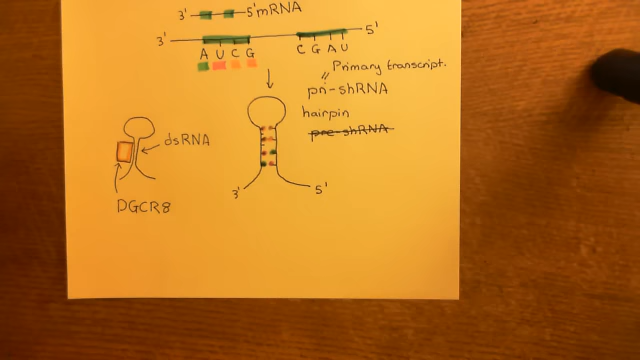 3' 5' mRNA
3' 5'
A U C G C G A U
Primary transcript.
pri-shRNA
hairpin
pre-shRNA
dsRNA
3' 5'
DGCR8